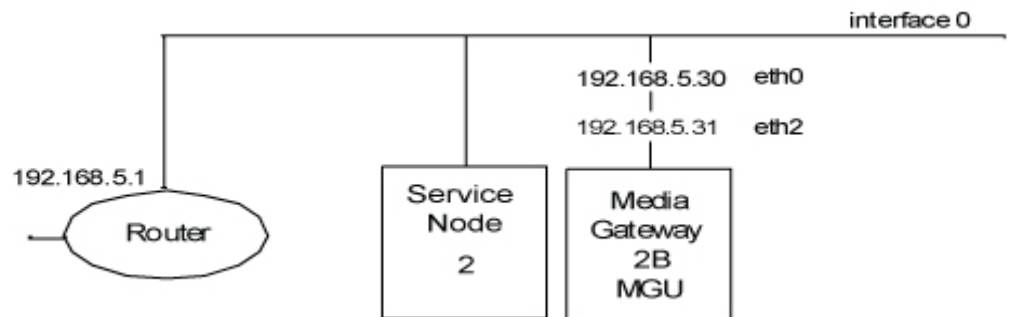 interface 0
192.168.5.30 eth0
192.168.5.31 eth2
192.168.5.1
Router
Service
Node
2
Media
Gateway
2B
MGU